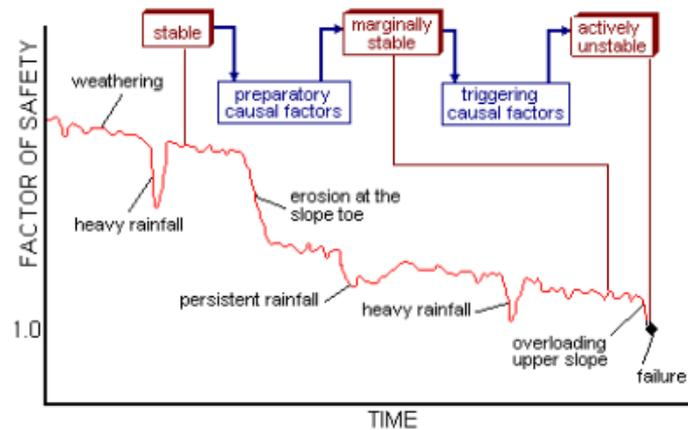 stable
marginally
stable
actively
unstable
preparatory
causal factors
triggering
causal factors
weathering
heavy rainfall
erosion at the
slope toe
persistent rainfall
heavy rainfall
overloading
upper slope
failure
FACTOR OF SAFETY
1.0
TIME